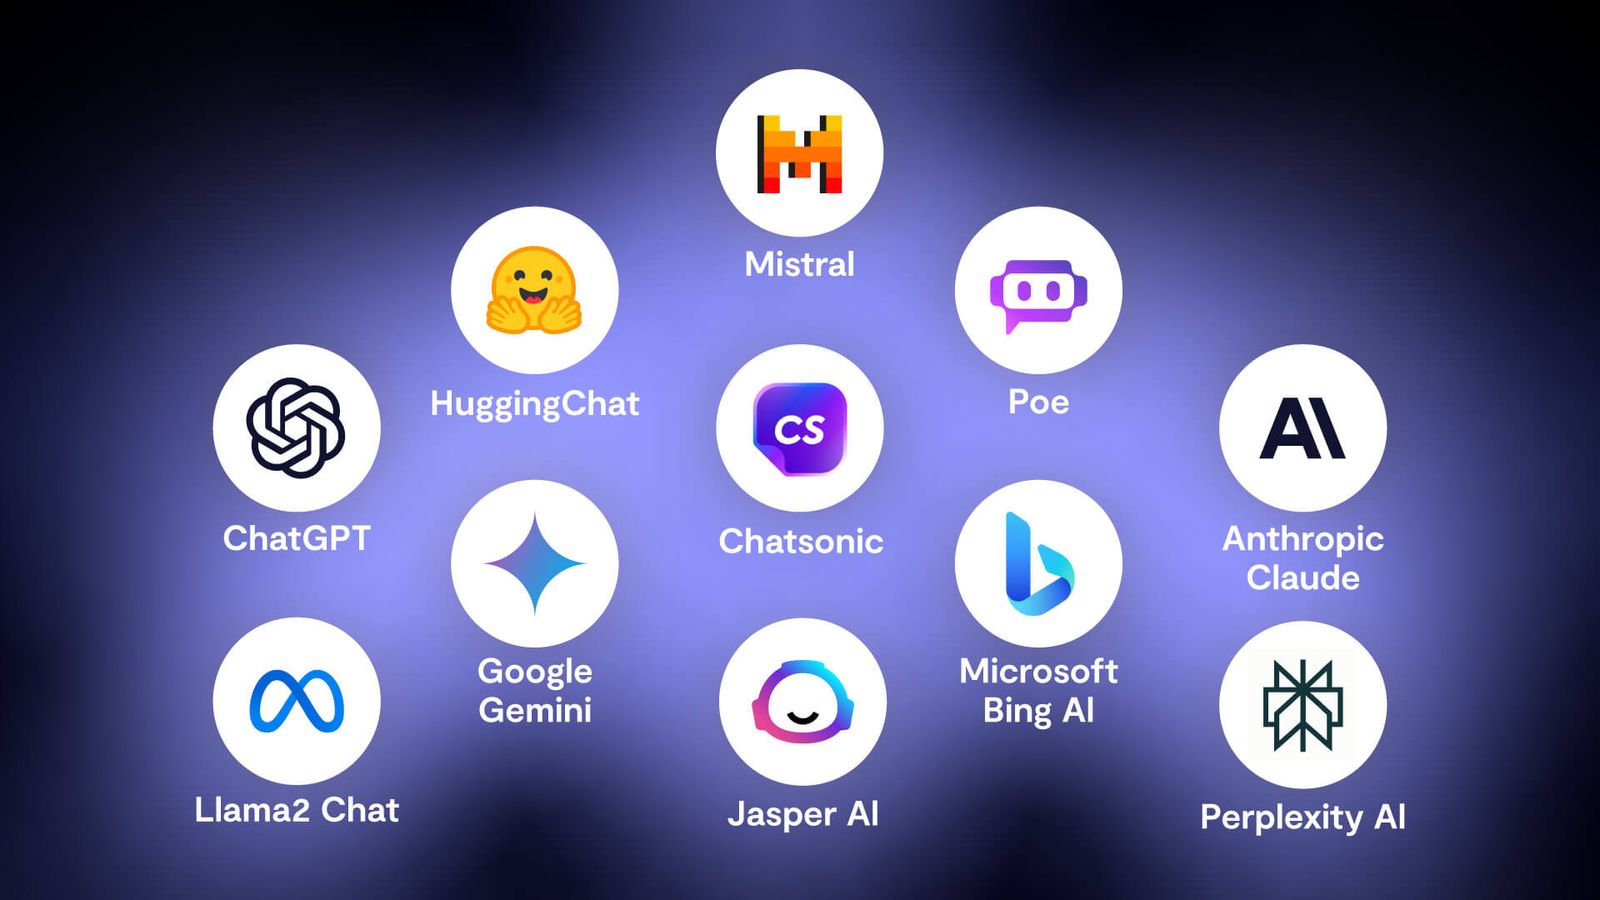 Mistral
HuggingChat
Poe
CS
ChatGPT
Chatsonic
Anthropic
Claude
Google
Gemini
Microsoft
Bing AI
Llama2 Chat
Jasper AI
Perplexity AI